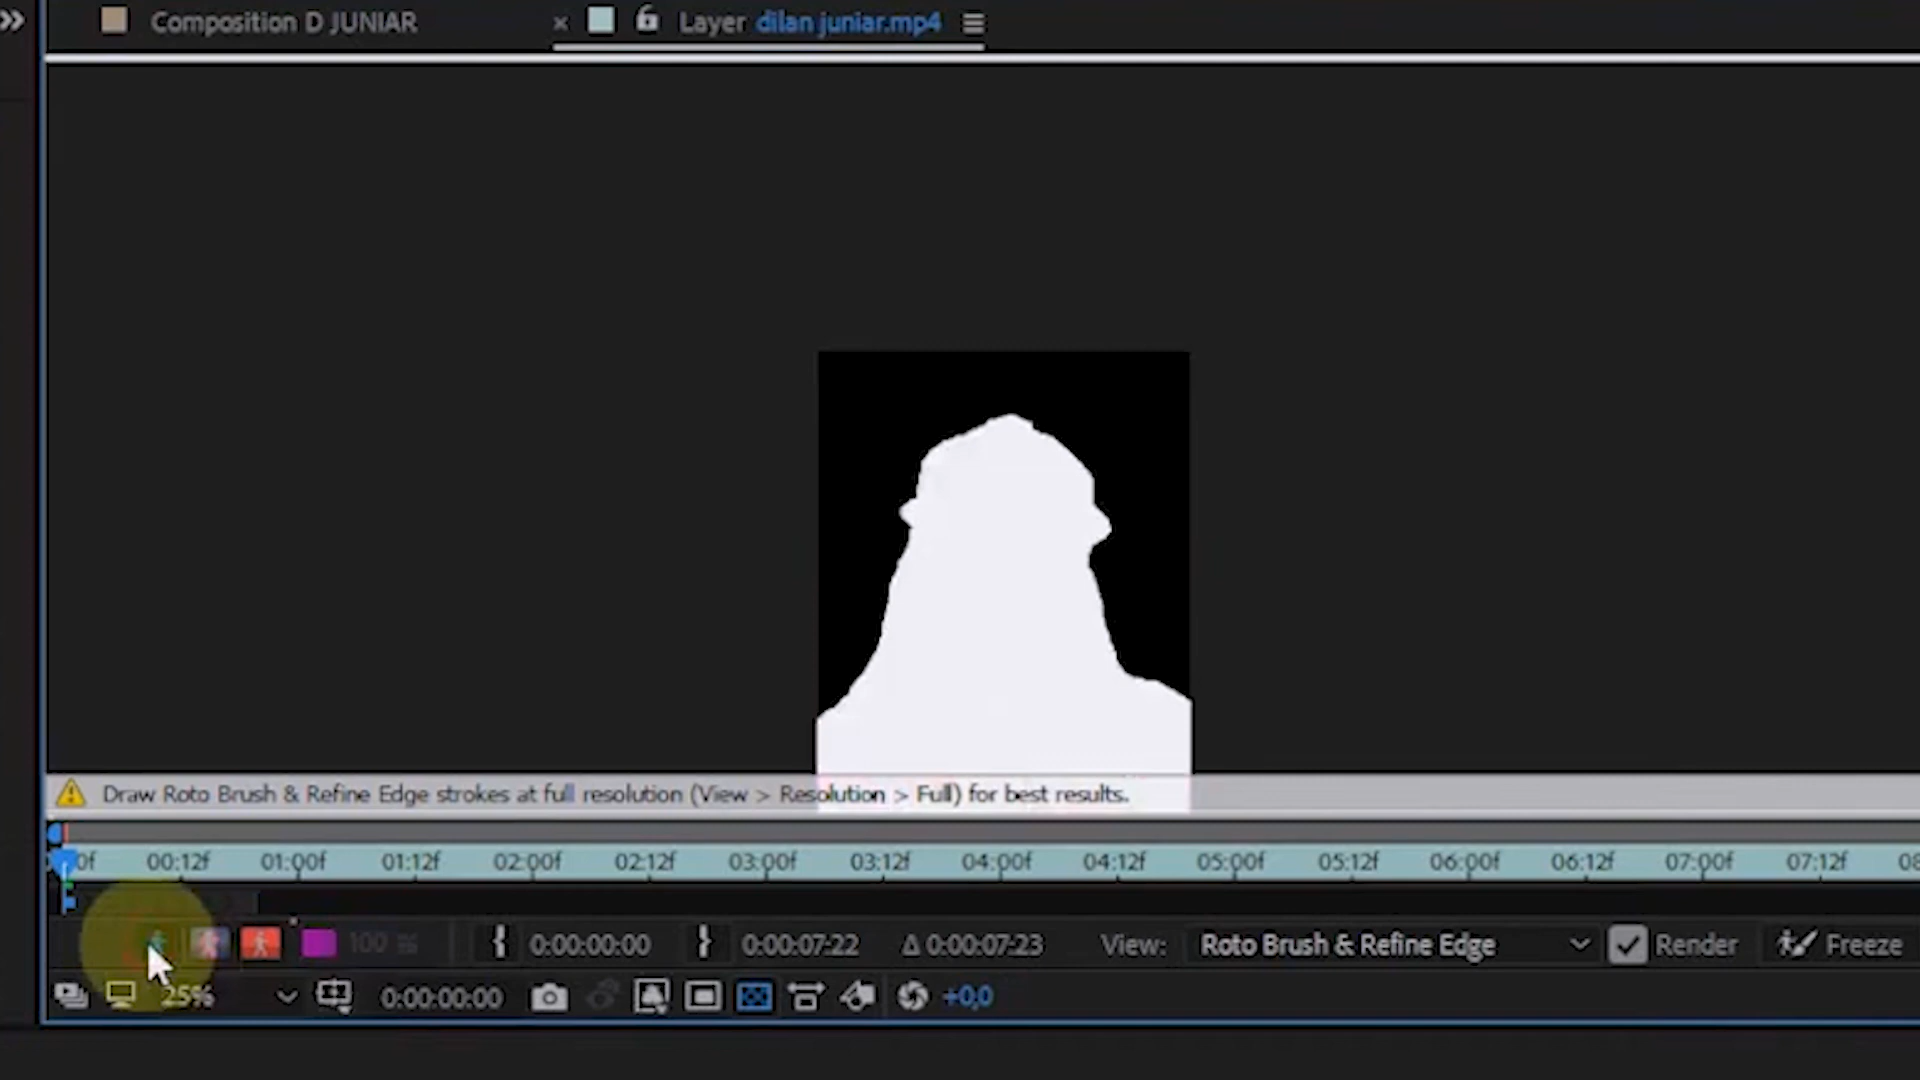 Composition D JUNIAR
Layer dilan juniar.mp4
Draw Roto Brush & Refine Edge strokes at full resolution (View > Resolution > Full) for best results.
00:12f 01:00f 01:12f 02:00f 02:12f 03:00f 03:12f 04:00f 04:12f 05:00f 05:12f 06:00f 06:12f 07:00f 07:12f
100 % 0:00:00:00 0:00:07:22 Δ 0:00:07:23 View: Roto Brush & Refine Edge Render Freeze
25% 0:00:00:00 +0,0